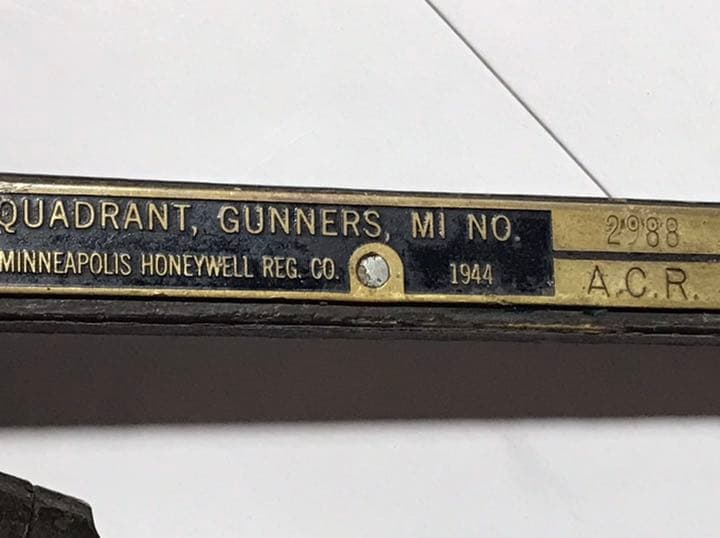 QUADRANT, GUNNERS, M1 NO. 2988
MINNEAPOLIS HONEYWELL REG. CO. 1944 A.C.R.